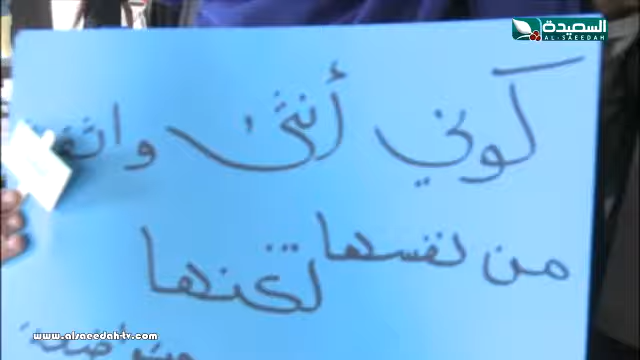 السعيدة
AL-SAEEDAH
كوني أنثى واثقة
من نفسها لكنها
www.alsaeedah-tv.com